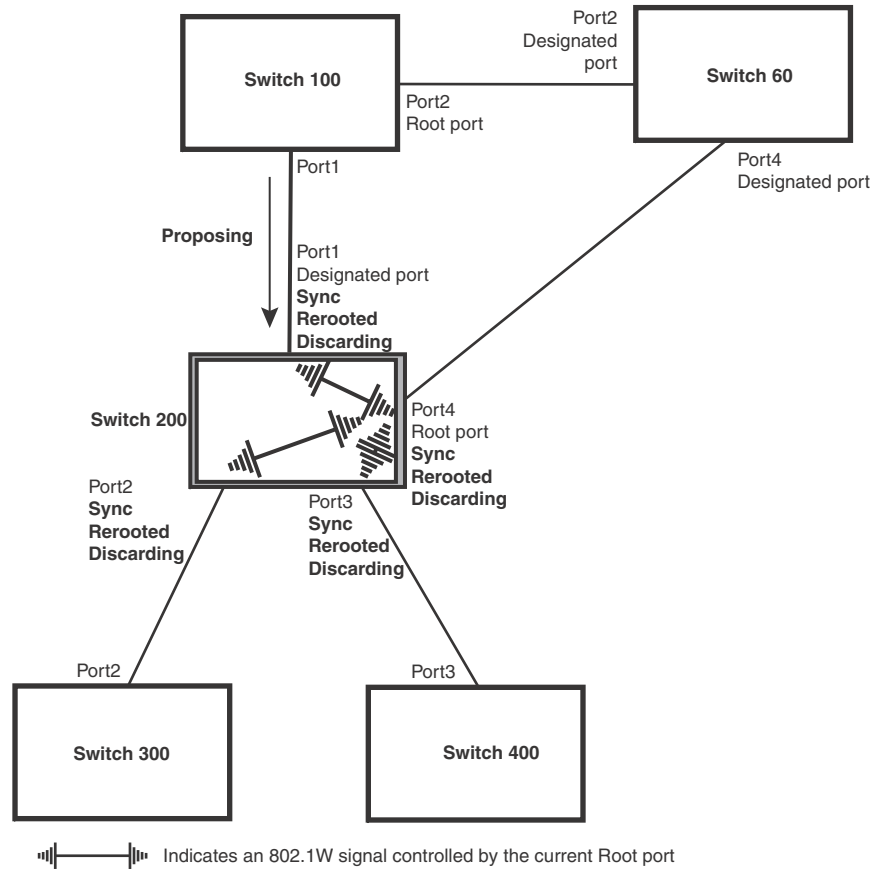 Switch 100
Port2
Designated
port
Switch 60
Port2
Root port
Port1
Port4
Designated port
Proposing
Port1
Designated port
Sync
Rerooted
Discarding
Switch 200
Port4
Root port
Sync
Rerooted
Discarding
Port2
Sync
Rerooted
Discarding
Port3
Sync
Rerooted
Discarding
Port2
Port3
Switch 300
Switch 400
Indicates an 802.1W signal controlled by the current Root port